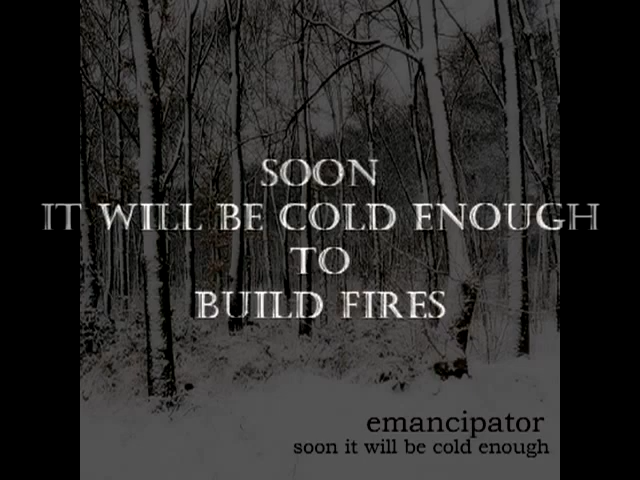 SOON
IT WILL BE COLD ENOUGH
TO
BUILD FIRES
emancipator
soon it will be cold enough